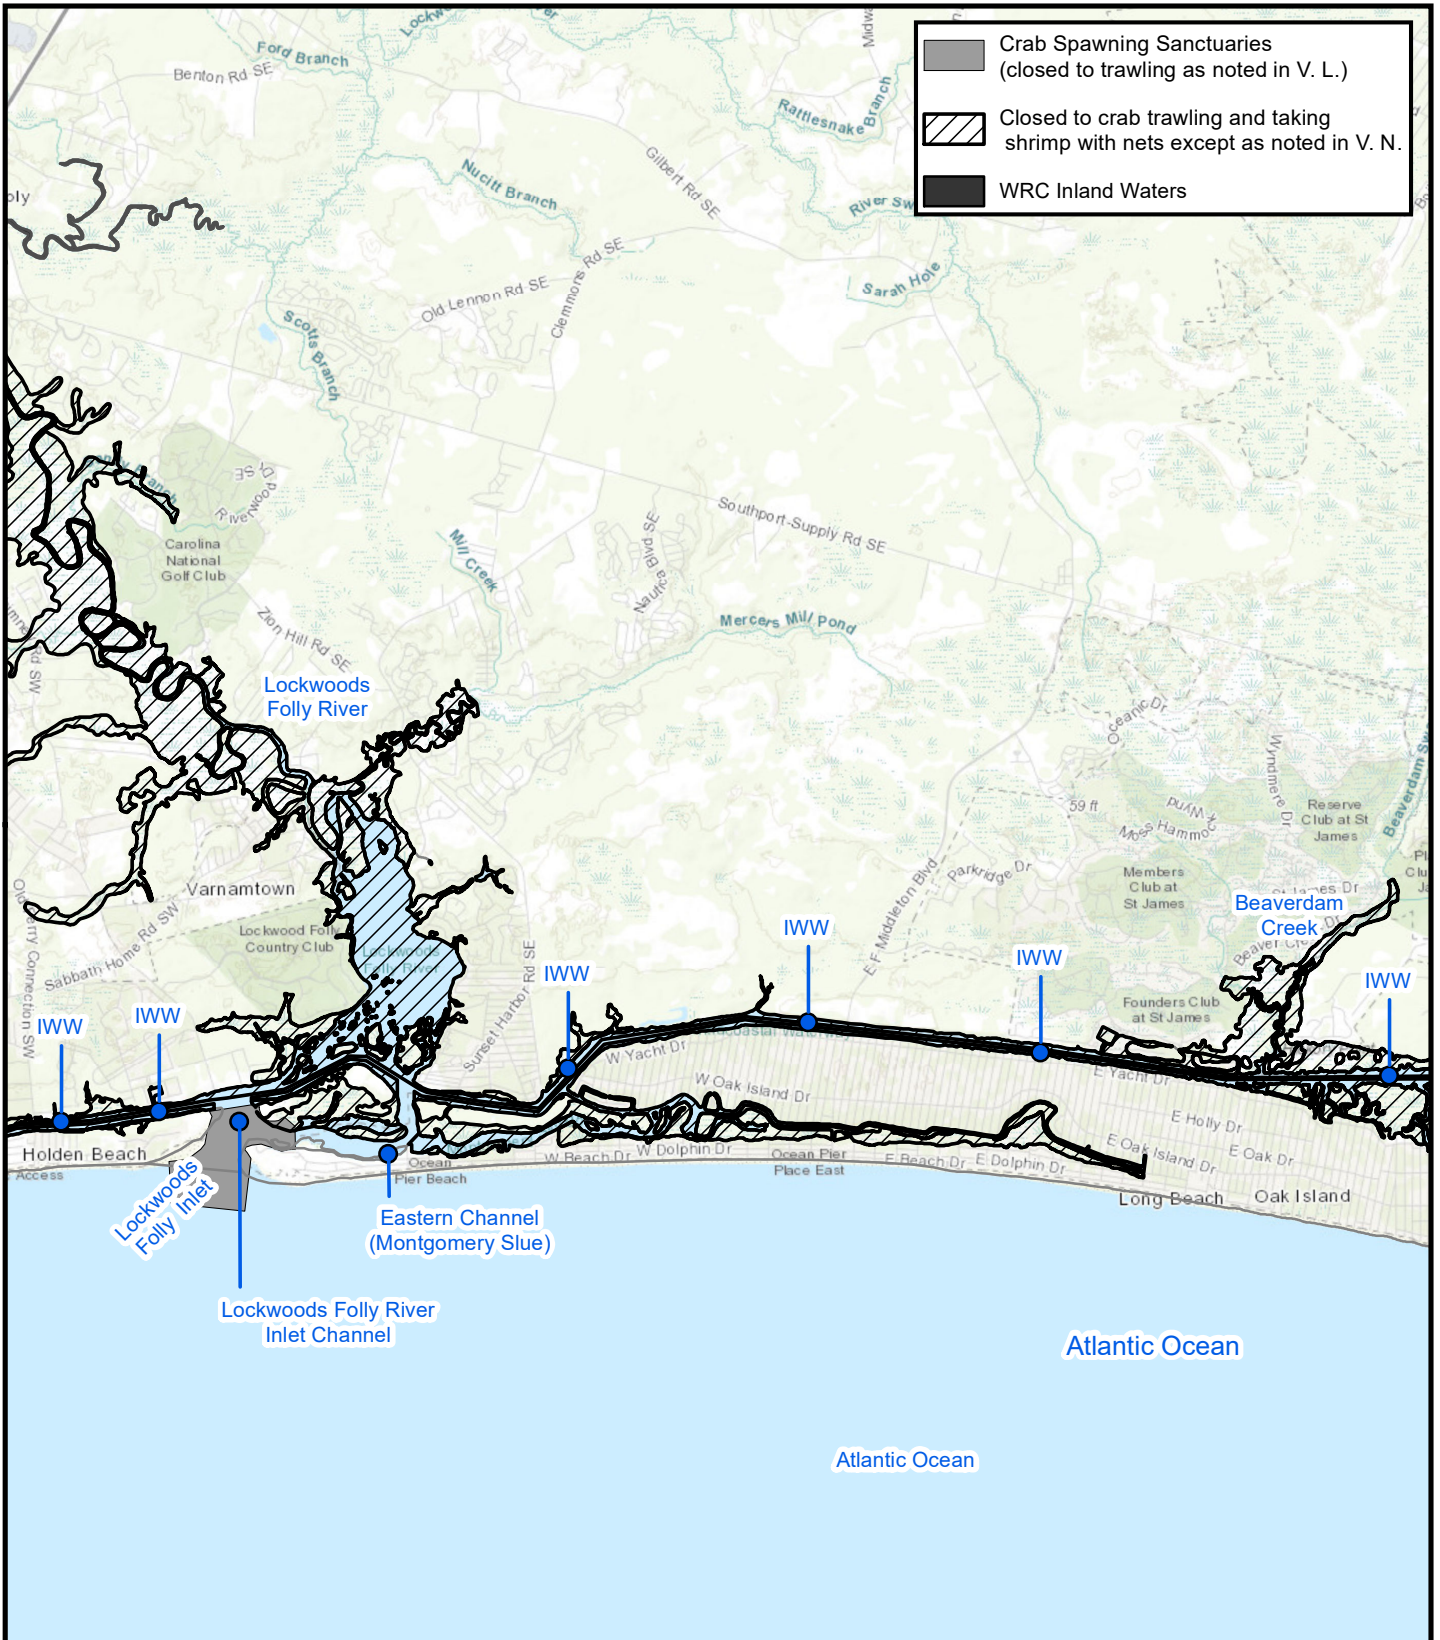 Crab Spawning Sanctuaries
(closed to trawling as noted in V. L.)
Closed to crab trawling and taking
shrimp with nets except as noted in V. N.
WRC Inland Waters
Ford Branch
Benton Rd SE
Rattlesnake Branch
Gilbert Rd SE
Nucitt Branch
Sarah Hole
Clemmons Rd SE
Old Lennon Rd SE
Scotts Branch
Riverwood Dr SE
Carolina
National
Golf Club
Southport-Supply Rd SE
Mill Creek
Nautica Blvd SE
Mercers Mill Pond
Zion Hill Rd SE
Lockwoods
Folly River
Oceanic Dr
Wyndmere Dr
59 ft
Moss Hammock Wynd
Reserve
Club at St
James
Parkridge Dr
E F Middleton Blvd
Members
Club at
St James
St James Dr
Beaverdam
Creek
Varnamtown
Lockwood Folly
Country Club
Lockwoods
Folly River
Sabbath Home Rd SW
Sunset Harbor Rd SE
Founders Club
at St James
IWW
IWW
IWW
IWW
IWW
IWW
W Yacht Dr
E Yacht Dr
W Oak Island Dr
E Holly Dr
E Oak Island Dr
E Oak Dr
Holden Beach
Access
Ocean
Pier Beach
W Beach Dr
W Dolphin Dr
Ocean Pier
Place East
E Beach Dr
E Dolphin Dr
Long Beach
Oak Island
Lockwoods
Folly Inlet
Eastern Channel
(Montgomery Slue)
Lockwoods Folly River
Inlet Channel
Atlantic Ocean
Atlantic Ocean